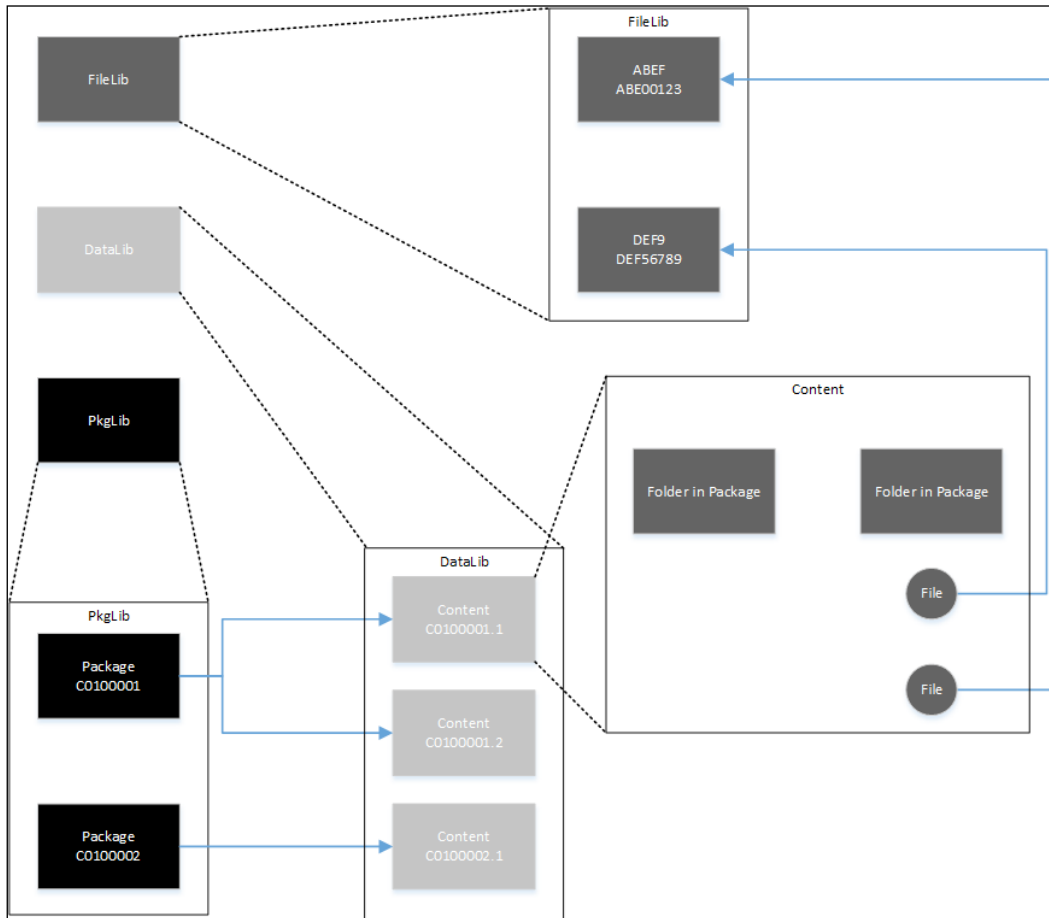 FileLib
DataLib
PkgLib
FileLib
ABEF
ABE00123
DEF9
DEF56789
Content
Folder in Package
Folder in Package
File
File
PkgLib
Package
C0100001
Package
C0100002
DataLib
Content
C0100001.1
Content
C0100001.2
Content
C0100002.1